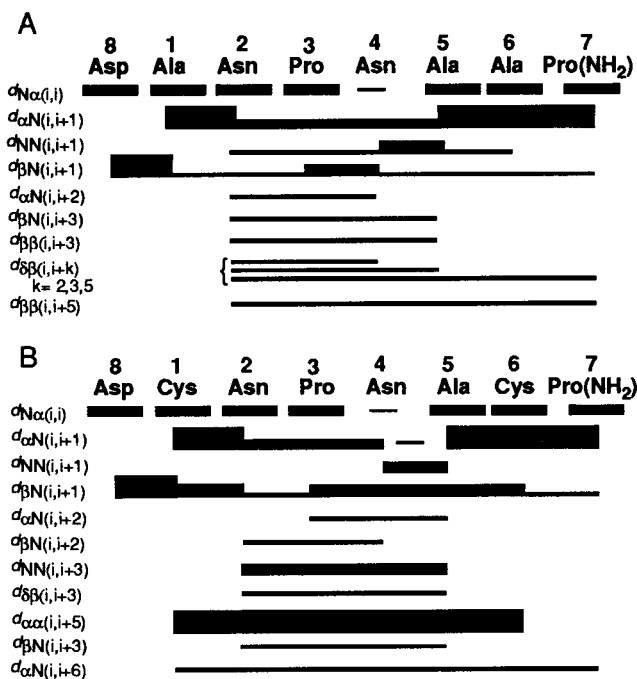 A
8 1 2 3 4 5 6 7
Asp Ala Asn Pro Asn Ala Ala Pro(NH2)
dNα(i,i)
dαN(i,i+1)
dNN(i,i+1)
dβN(i,i+1)
dαN(i,i+2)
dβN(i,i+3)
dββ(i,i+3)
dδβ(i,i+k)
k= 2,3,5
dββ(i,i+5)
B
8 1 2 3 4 5 6 7
Asp Cys Asn Pro Asn Ala Cys Pro(NH2)
dNα(i,i)
dαN(i,i+1)
dNN(i,i+1)
dβN(i,i+1)
dαN(i,i+2)
dβN(i,i+2)
dNN(i,i+3)
dδβ(i,i+3)
dαα(i,i+5)
dβN(i,i+3)
dαN(i,i+6)